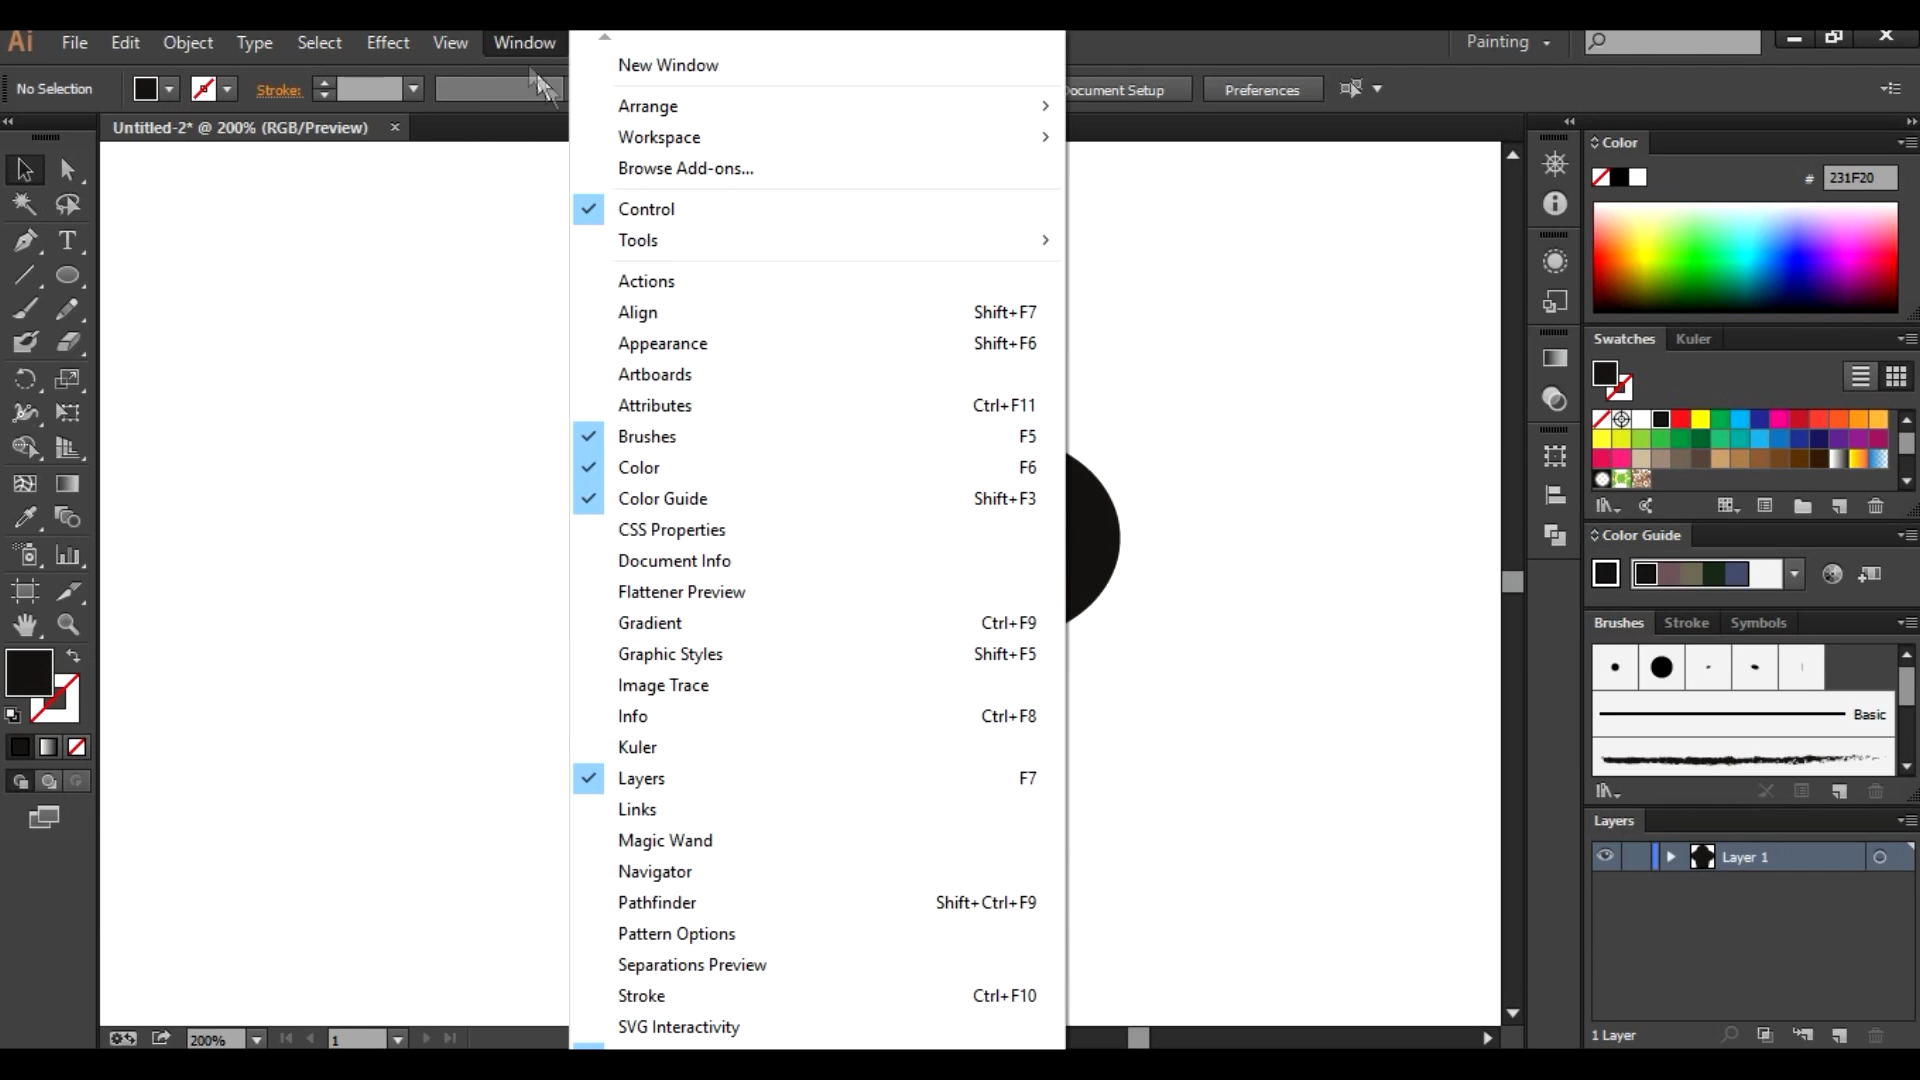 Ai File Edit Object Type Select Effect View Window Painting
No Selection Stroke: Document Setup Preferences
Untitled-2* @ 200% (RGB/Preview)
New Window
Arrange
Workspace
Browse Add-ons...
Control
Tools
Actions
Align Shift+F7
Appearance Shift+F6
Artboards
Attributes Ctrl+F11
Brushes F5
Color F6
Color Guide Shift+F3
CSS Properties
Document Info
Flattener Preview
Gradient Ctrl+F9
Graphic Styles Shift+F5
Image Trace
Info Ctrl+F8
Kuler
Layers F7
Links
Magic Wand
Navigator
Pathfinder Shift+Ctrl+F9
Pattern Options
Separations Preview
Stroke Ctrl+F10
SVG Interactivity
Color
# 231F20
Swatches Kuler
Color Guide
Brushes Stroke Symbols
Basic
Layers
Layer 1
1 Layer
200% 1